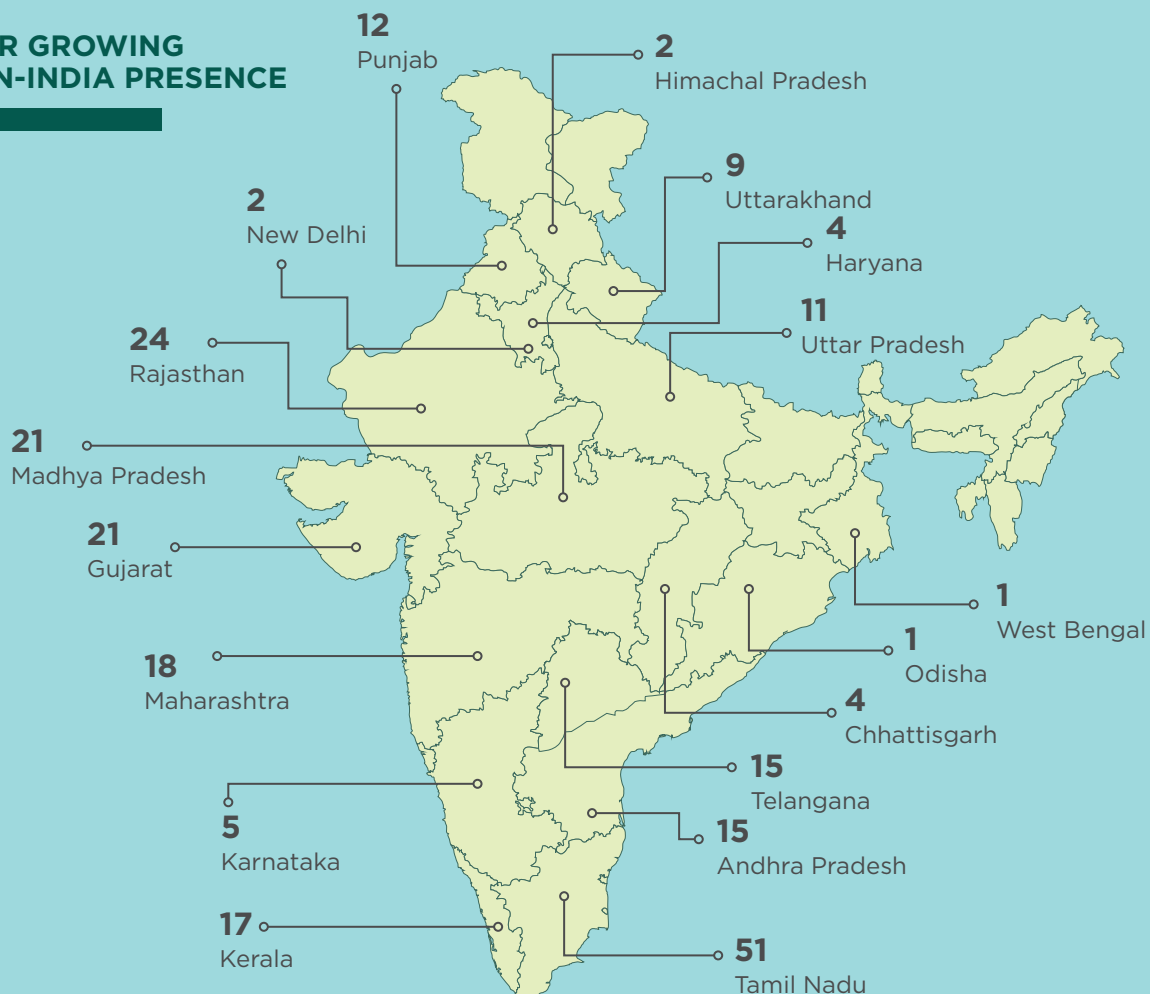 R GROWING
N-INDIA PRESENCE
12
Punjab
2
Himachal Pradesh
9
Uttarakhand
2
New Delhi
4
Haryana
11
Uttar Pradesh
24
Rajasthan
21
Madhya Pradesh
21
Gujarat
1
West Bengal
1
Odisha
18
Maharashtra
4
Chhattisgarh
15
Telangana
5
Karnataka
15
Andhra Pradesh
17
Kerala
51
Tamil Nadu